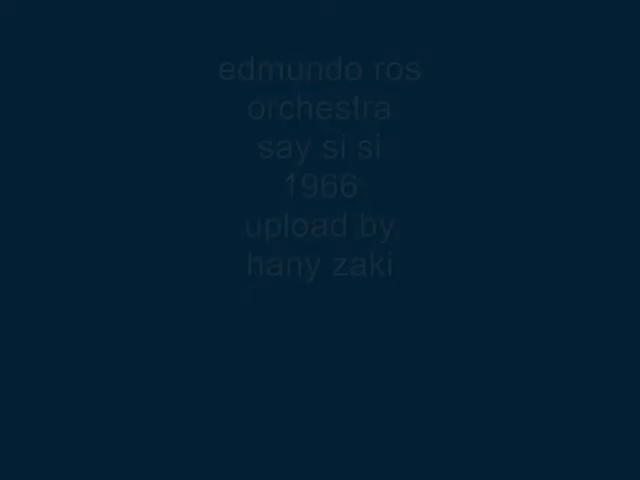 edmundo ros
orchestra
say si si
1966
upload by
hany zaki